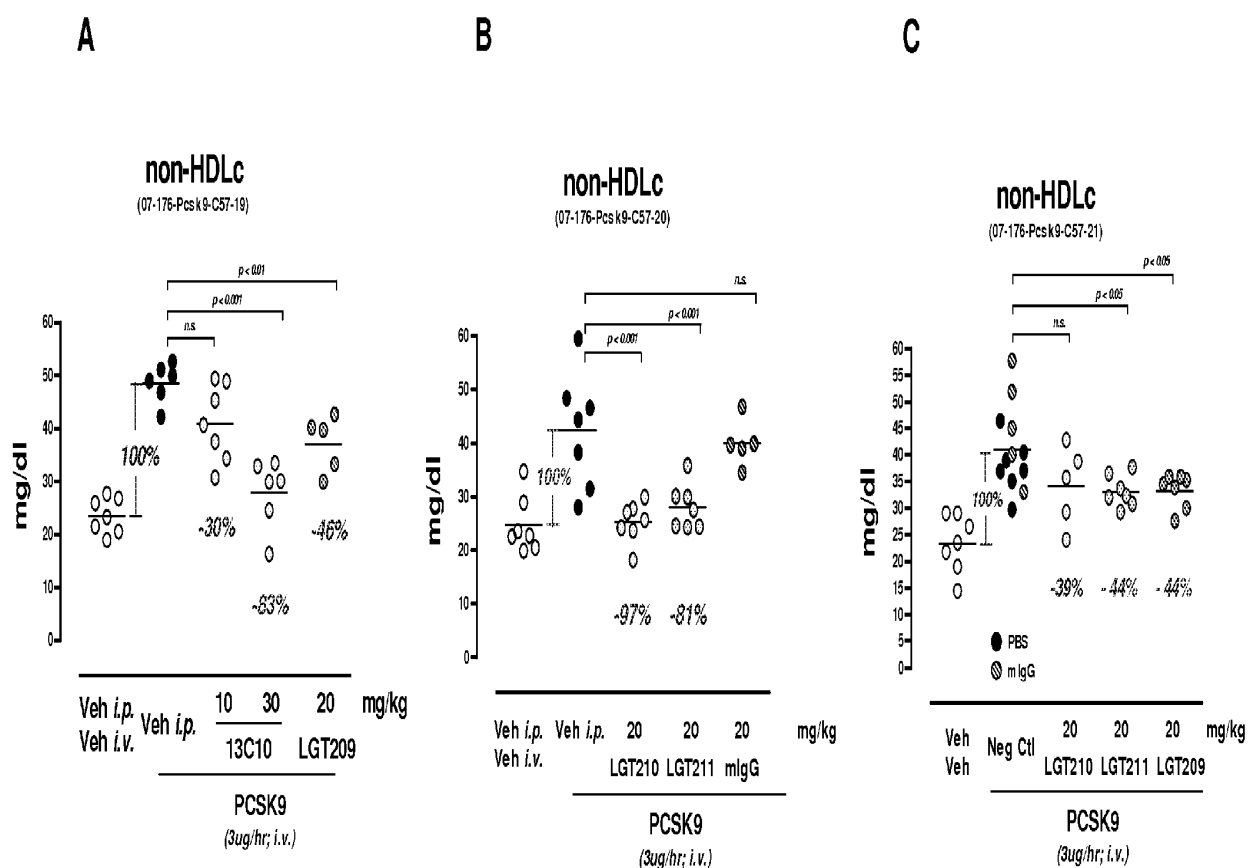 A
non-HDLc
(07-176-Pcsk9-C57-19)
p < 0.01
p < 0.001
n.s.
60
50
40
30
20
10
0
mg/dl
100%
-30%
-83%
-46%
Veh i.p.
Veh i.v.
Veh i.p.
10 30 20 mg/kg
13C10 LGT209
PCSK9
(3ug/hr; i.v.)
B
non-HDLc
(07-176-Pcsk9-C57-20)
n.s.
p < 0.001
p < 0.001
60
50
40
30
20
10
0
mg/dl
100%
-97%
-81%
Veh i.p.
Veh i.v.
Veh i.p.
20 20 20 mg/kg
LGT210 LGT211 mIgG
PCSK9
(3ug/hr; i.v.)
C
non-HDLc
(07-176-Pcsk9-C57-21)
p < 0.05
p < 0.05
n.s.
60
55
50
45
40
35
30
25
20
15
10
5
0
mg/dl
100%
-39%
-44%
-44%
PBS
mIgG
Veh
Veh
Neg Ctl
20 20 20 mg/kg
LGT210 LGT211 LGT209
PCSK9
(3ug/hr; i.v.)